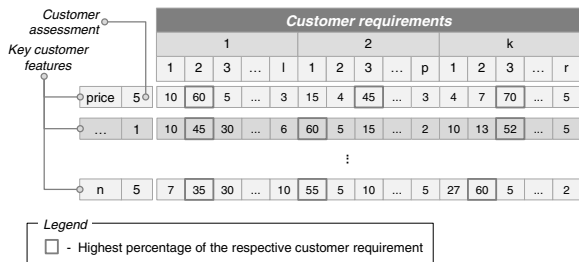 Customer assessment
Key customer features
Customer requirements
1 2 k
1 2 3 ... l 1 2 3 ... p 1 2 3 ... r
price 5 10 60 5 ... 3 15 4 45 ... 3 4 7 70 ... 5
... 1 10 45 30 ... 6 60 5 15 ... 2 10 13 52 ... 5
⋮
n 5 7 35 30 ... 10 55 5 10 ... 5 27 60 5 ... 2
Legend
- Highest percentage of the respective customer requirement